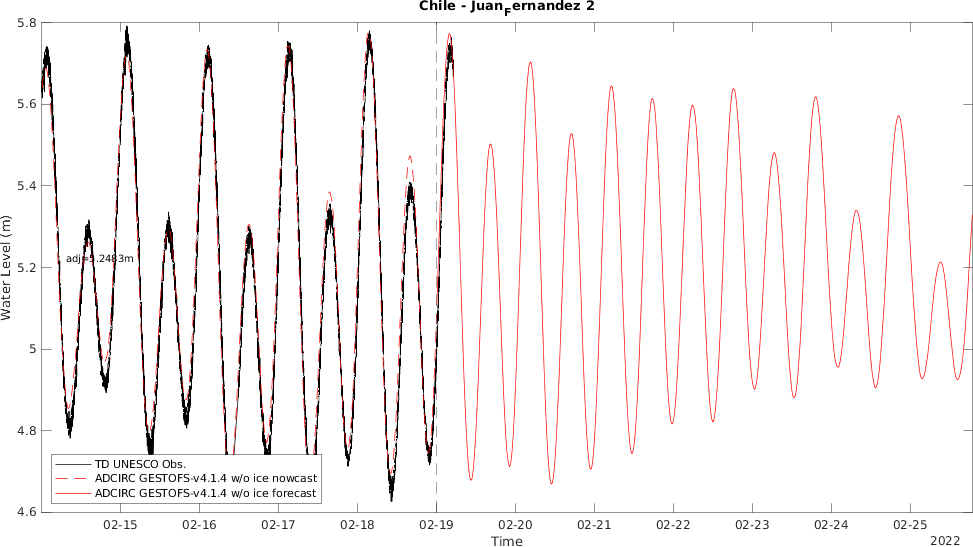 Chile - Juan_Fernandez 2
5.8
5.6
5.4
5.2
5
4.8
4.6
Water Level (m)
adj=5.2483m
TD UNESCO Obs.
ADCIRC GESTOFS-v4.1.4 w/o ice nowcast
ADCIRC GESTOFS-v4.1.4 w/o ice forecast
02-15
02-16
02-17
02-18
02-19
02-20
02-21
02-22
02-23
02-24
02-25
Time
2022